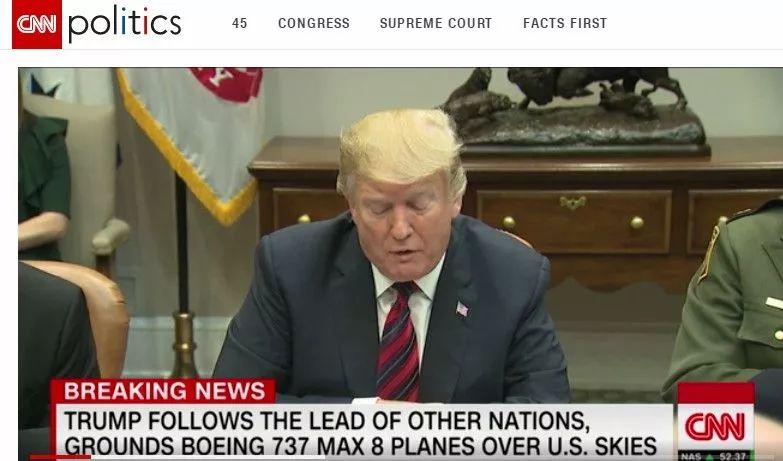 CNN politics 45 CONGRESS SUPREME COURT FACTS FIRST
BREAKING NEWS
TRUMP FOLLOWS THE LEAD OF OTHER NATIONS,
GROUNDS BOEING 737 MAX 8 PLANES OVER U.S. SKIES
CNN
NAS ▲ 52.37